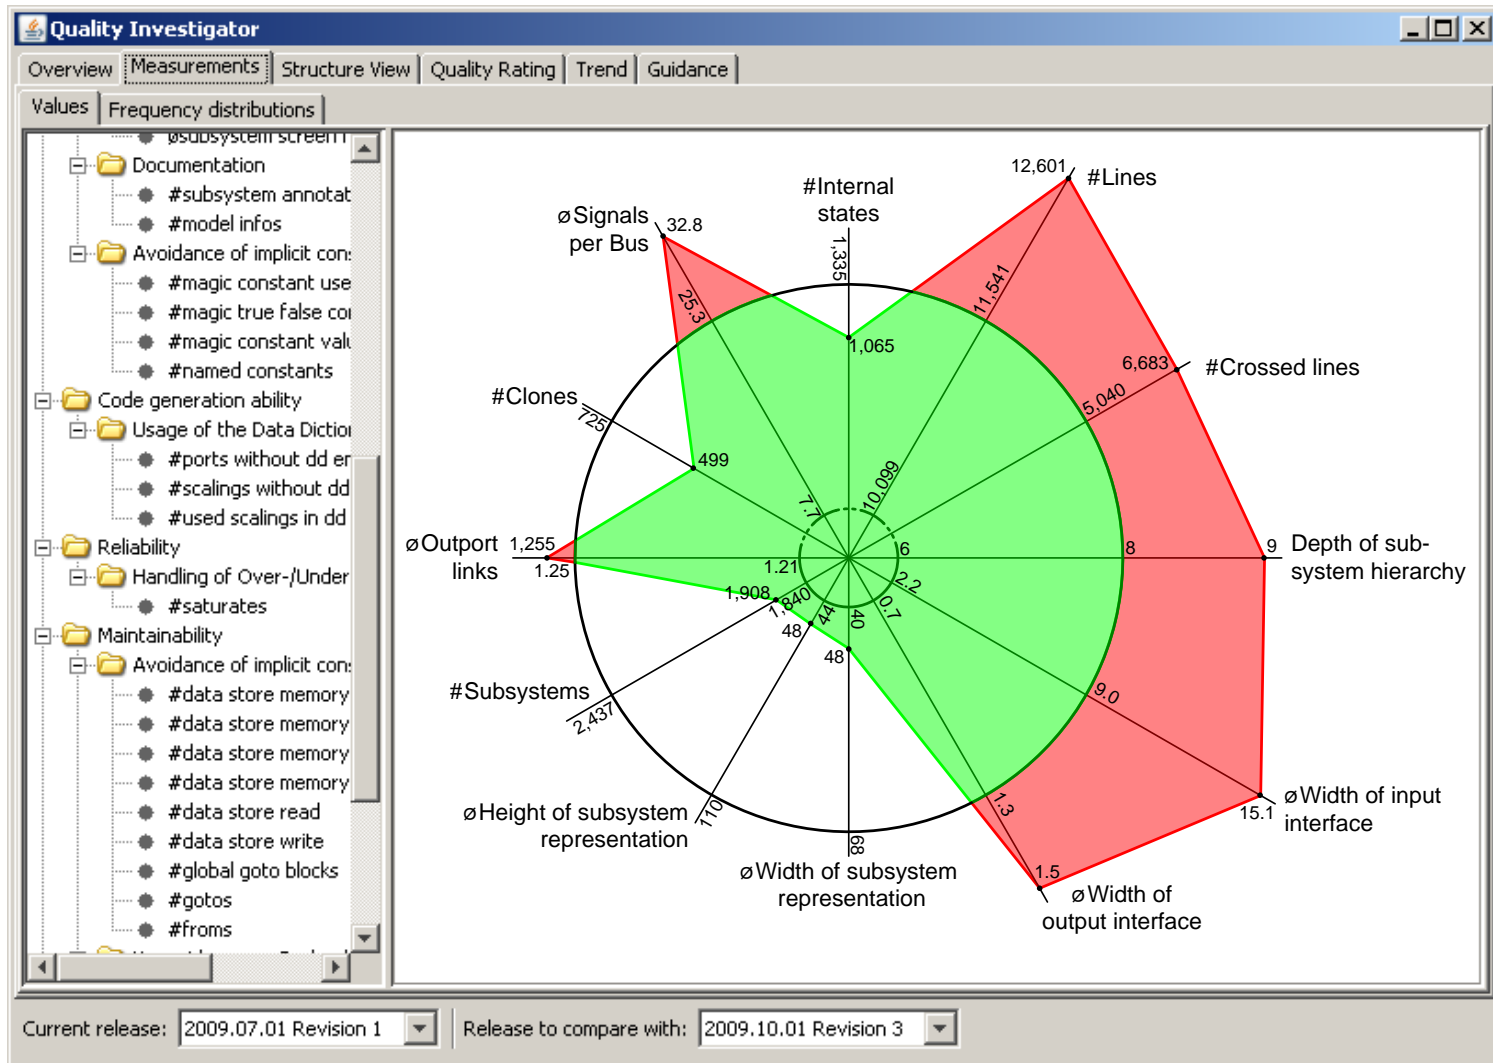 Quality Investigator
Overview Measurements Structure View Quality Rating Trend Guidance
Values Frequency distributions
Documentation
#subsystem annotat
#model infos
Avoidance of implicit con
#magic constant use
#magic true false co
#magic constant valu
#named constants
Code generation ability
Usage of the Data Diction
#ports without dd en
#scalings without dd
#used scalings in dd
Reliability
Handling of Over-/Under
#saturates
Maintainability
Avoidance of implicit con
#data store memory
#data store memory
#data store memory
#data store memory
#data store read
#data store write
#global goto blocks
#gotos
#froms
#Internal
states
1,335
1,065
12,601
#Lines
11,541
10,099
6,683
#Crossed lines
5,040
6
8
9
Depth of sub-
system hierarchy
2.2
9.0
15.1
øWidth of input
interface
0.7
1.3
1.5
øWidth of
output interface
40
48
68
øWidth of subsystem
representation
44
48
110
øHeight of subsystem
representation
1,840
1,908
2,437
#Subsystems
1.21
1.25
1,255
øOutport
links
499
725
#Clones
7.7
25.3
32.8
øSignals
per Bus
Current release: 2009.07.01 Revision 1 Release to compare with: 2009.10.01 Revision 3